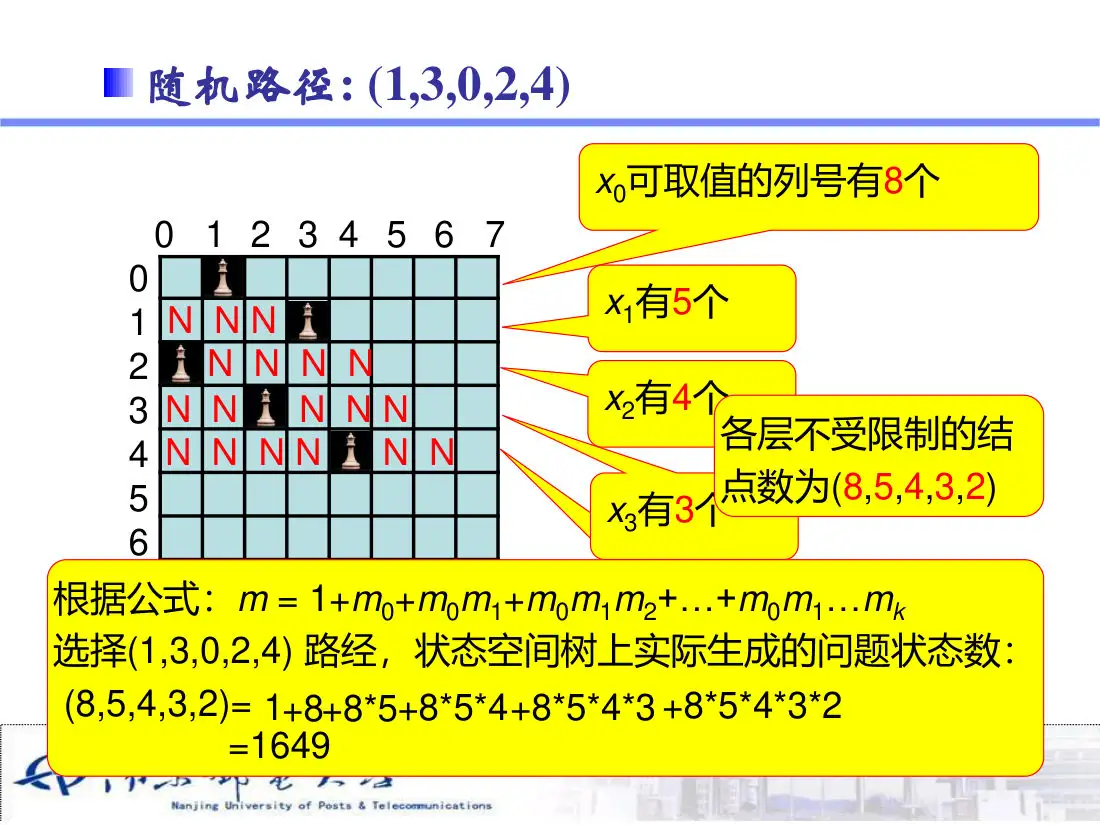 随机路径: (1,3,0,2,4)
x0可取值的列号有8个
0 1 2 3 4 5 6 7
0
1 N N N
x1有5个
2 N N N N
x2有4个
3 N N N N N
各层不受限制的结
点数为(8,5,4,3,2)
4 N N N N N N
5
x3有3个
6
根据公式：m = 1+m0+m0m1+m0m1m2+…+m0m1…mk
选择(1,3,0,2,4) 路经，状态空间树上实际生成的问题状态数：
(8,5,4,3,2)= 1+8+8*5+8*5*4+8*5*4*3+8*5*4*3*2
=1649
Nanjing University of Posts & Telecommunications